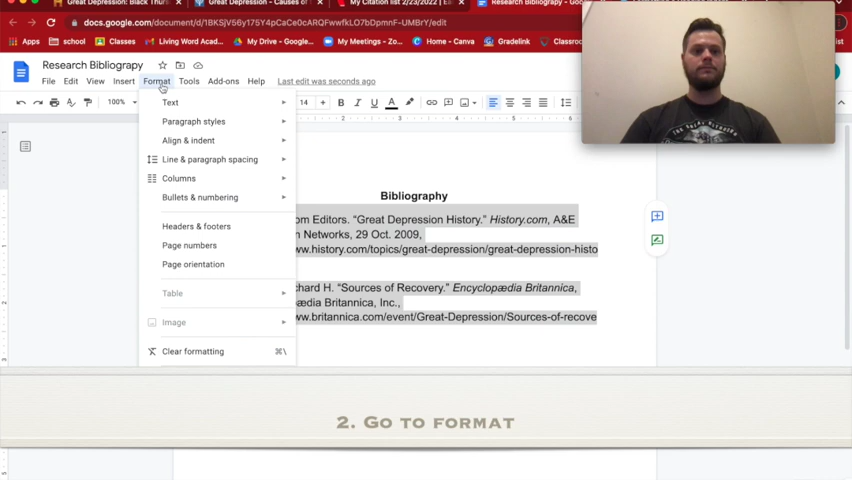 Great Depression: Black Thurs
Great Depression - Causes of
My Citation list 2/23/2022 | E
Research Bibliograpy - Goo
docs.google.com/document/d/1BKSjV56y175Y4pCaCe0cARQFwwfkLO7bDpmnF-UMBrY/edit
Apps
school
Family
Living Word Acade...
My Drive - Google...
My Meetings - Zo...
Home - Canva
Gradelink
Classroo
Research Bibliograpy
File Edit View Insert Format Tools Add-ons Help Last edit was seconds ago
100% 14 + B I U A
Text
Paragraph styles
Align & indent
Line & paragraph spacing
Columns
Bullets & numbering
Headers & footers
Page numbers
Page orientation
Table
Image
Clear formatting ⌘\
Bibliography
om Editors. “Great Depression History.” History.com, A&E
n Networks, 29 Oct. 2009,
ww.history.com/topics/great-depression/great-depression-histo
chard H. “Sources of Recovery.” Encyclopædia Britannica,
ædia Britannica, Inc.,
ww.britannica.com/event/Great-Depression/Sources-of-recove
2. Go to format